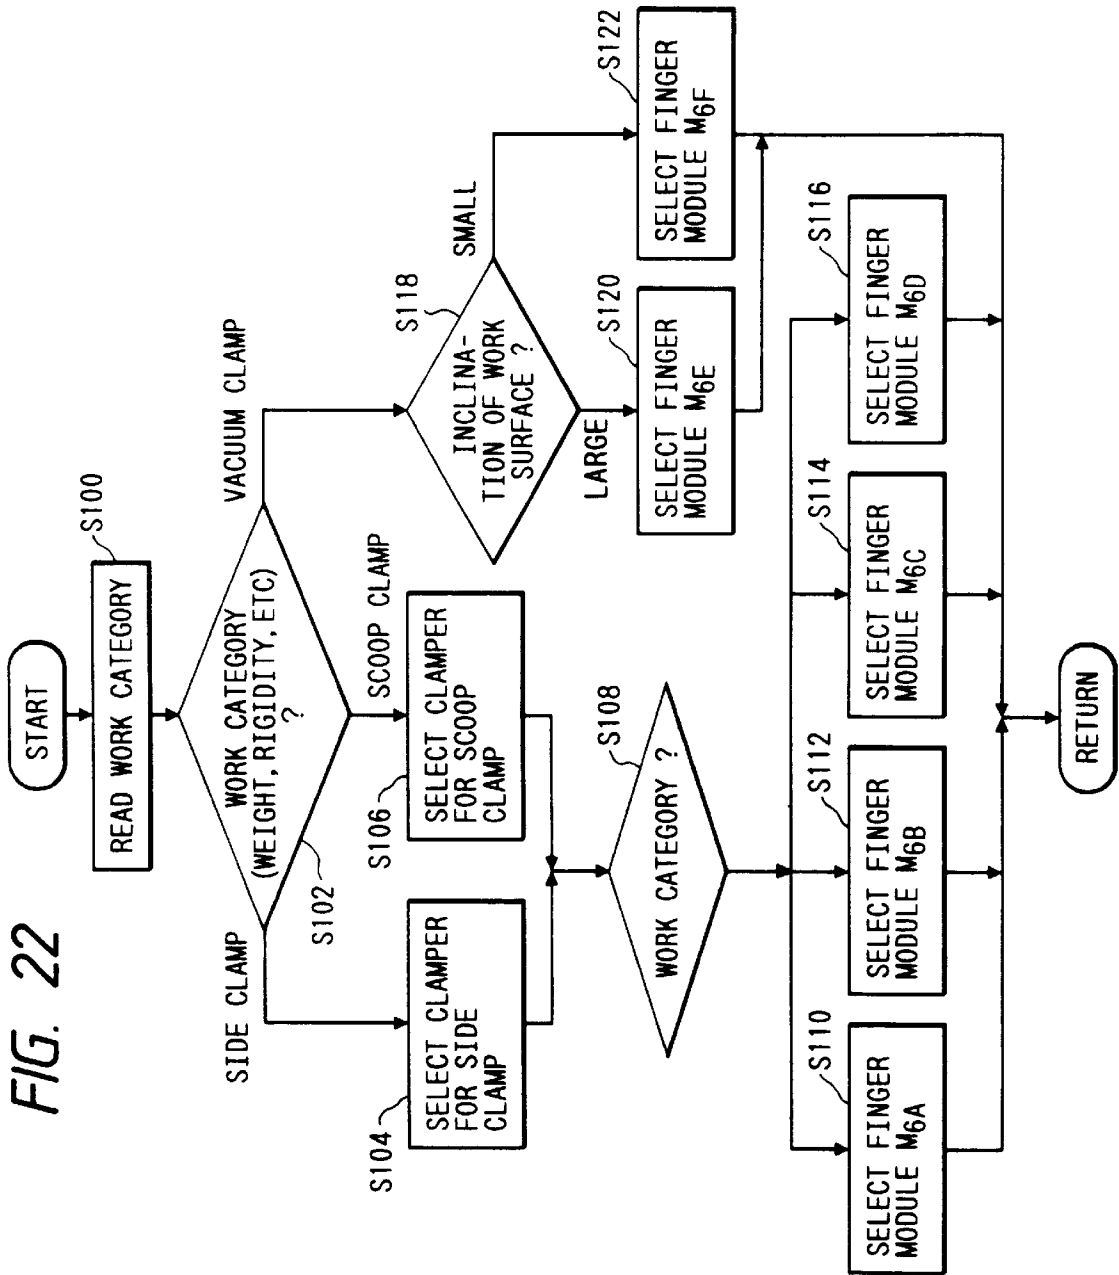 FIG. 22
START
READ WORK CATEGORY
S100
WORK CATEGORY
(WEIGHT,RIGIDITY,ETC)
?
S102
SIDE CLAMP
SCOOP CLAMP
VACUUM CLAMP
SELECT CLAMPER
FOR SIDE
CLAMP
S104
SELECT CLAMPER
FOR SCOOP
CLAMP
S106
INCLINA-
TION OF WORK
SURFACE ?
S118
LARGE
SMALL
WORK CATEGORY ?
S108
SELECT FINGER
MODULE M6E
S120
SELECT FINGER
MODULE M6F
S122
SELECT FINGER
MODULE M6A
S110
SELECT FINGER
MODULE M6B
S112
SELECT FINGER
MODULE M6C
S114
SELECT FINGER
MODULE M6D
S116
RETURN